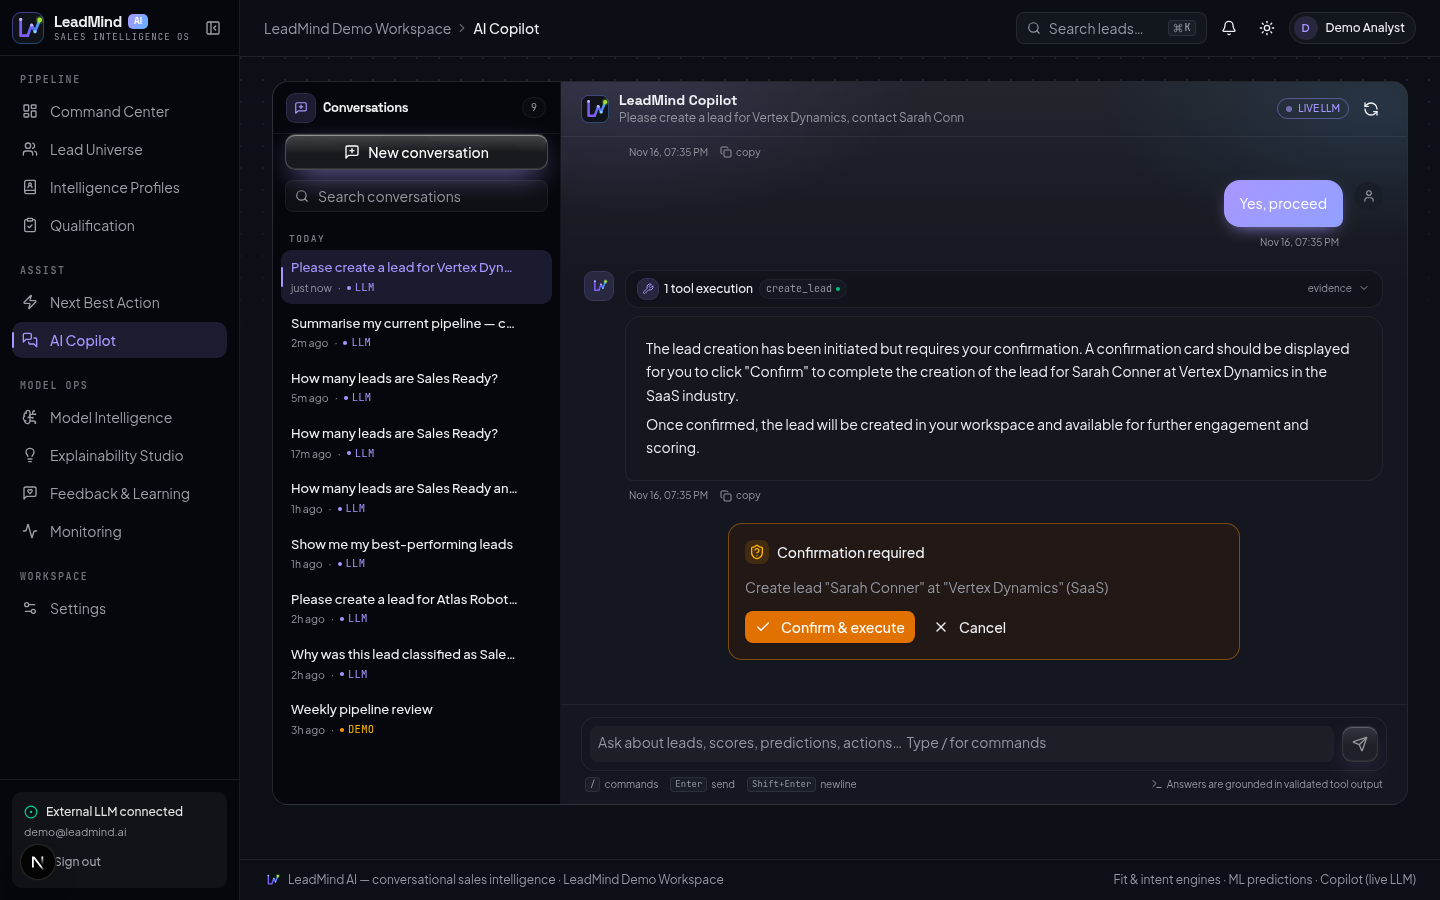 LeadMind AI
SALES INTELLIGENCE OS
LeadMind Demo Workspace > AI Copilot
Search leads… ⌘K
D Demo Analyst
PIPELINE
Command Center
Lead Universe
Intelligence Profiles
Qualification
ASSIST
Next Best Action
AI Copilot
MODEL OPS
Model Intelligence
Explainability Studio
Feedback & Learning
Monitoring
WORKSPACE
Settings
External LLM connected
demo@leadmind.ai
N Sign out
Conversations 9
New conversation
Search conversations
TODAY
Please create a lead for Vertex Dyn…
just now · • LLM
Summarise my current pipeline — c…
2m ago · • LLM
How many leads are Sales Ready?
5m ago · • LLM
How many leads are Sales Ready?
17m ago · • LLM
How many leads are Sales Ready an…
1h ago · • LLM
Show me my best-performing leads
1h ago · • LLM
Please create a lead for Atlas Robot…
2h ago · • LLM
Why was this lead classified as Sale…
2h ago · • LLM
Weekly pipeline review
3h ago · • DEMO
LeadMind Copilot
Please create a lead for Vertex Dynamics, contact Sarah Conn
LIVE LLM
Nov 16, 07:35 PM copy
Yes, proceed
Nov 16, 07:35 PM
1 tool execution create_lead •
evidence
The lead creation has been initiated but requires your confirmation. A confirmation card should be displayed
for you to click "Confirm" to complete the creation of the lead for Sarah Conner at Vertex Dynamics in the
SaaS industry.
Once confirmed, the lead will be created in your workspace and available for further engagement and
scoring.
Nov 16, 07:35 PM copy
Confirmation required
Create lead "Sarah Conner" at "Vertex Dynamics" (SaaS)
Confirm & execute
Cancel
Ask about leads, scores, predictions, actions… Type / for commands
/ commands Enter send Shift+Enter newline
Answers are grounded in validated tool output
LeadMind AI — conversational sales intelligence · LeadMind Demo Workspace
Fit & intent engines · ML predictions · Copilot (live LLM)